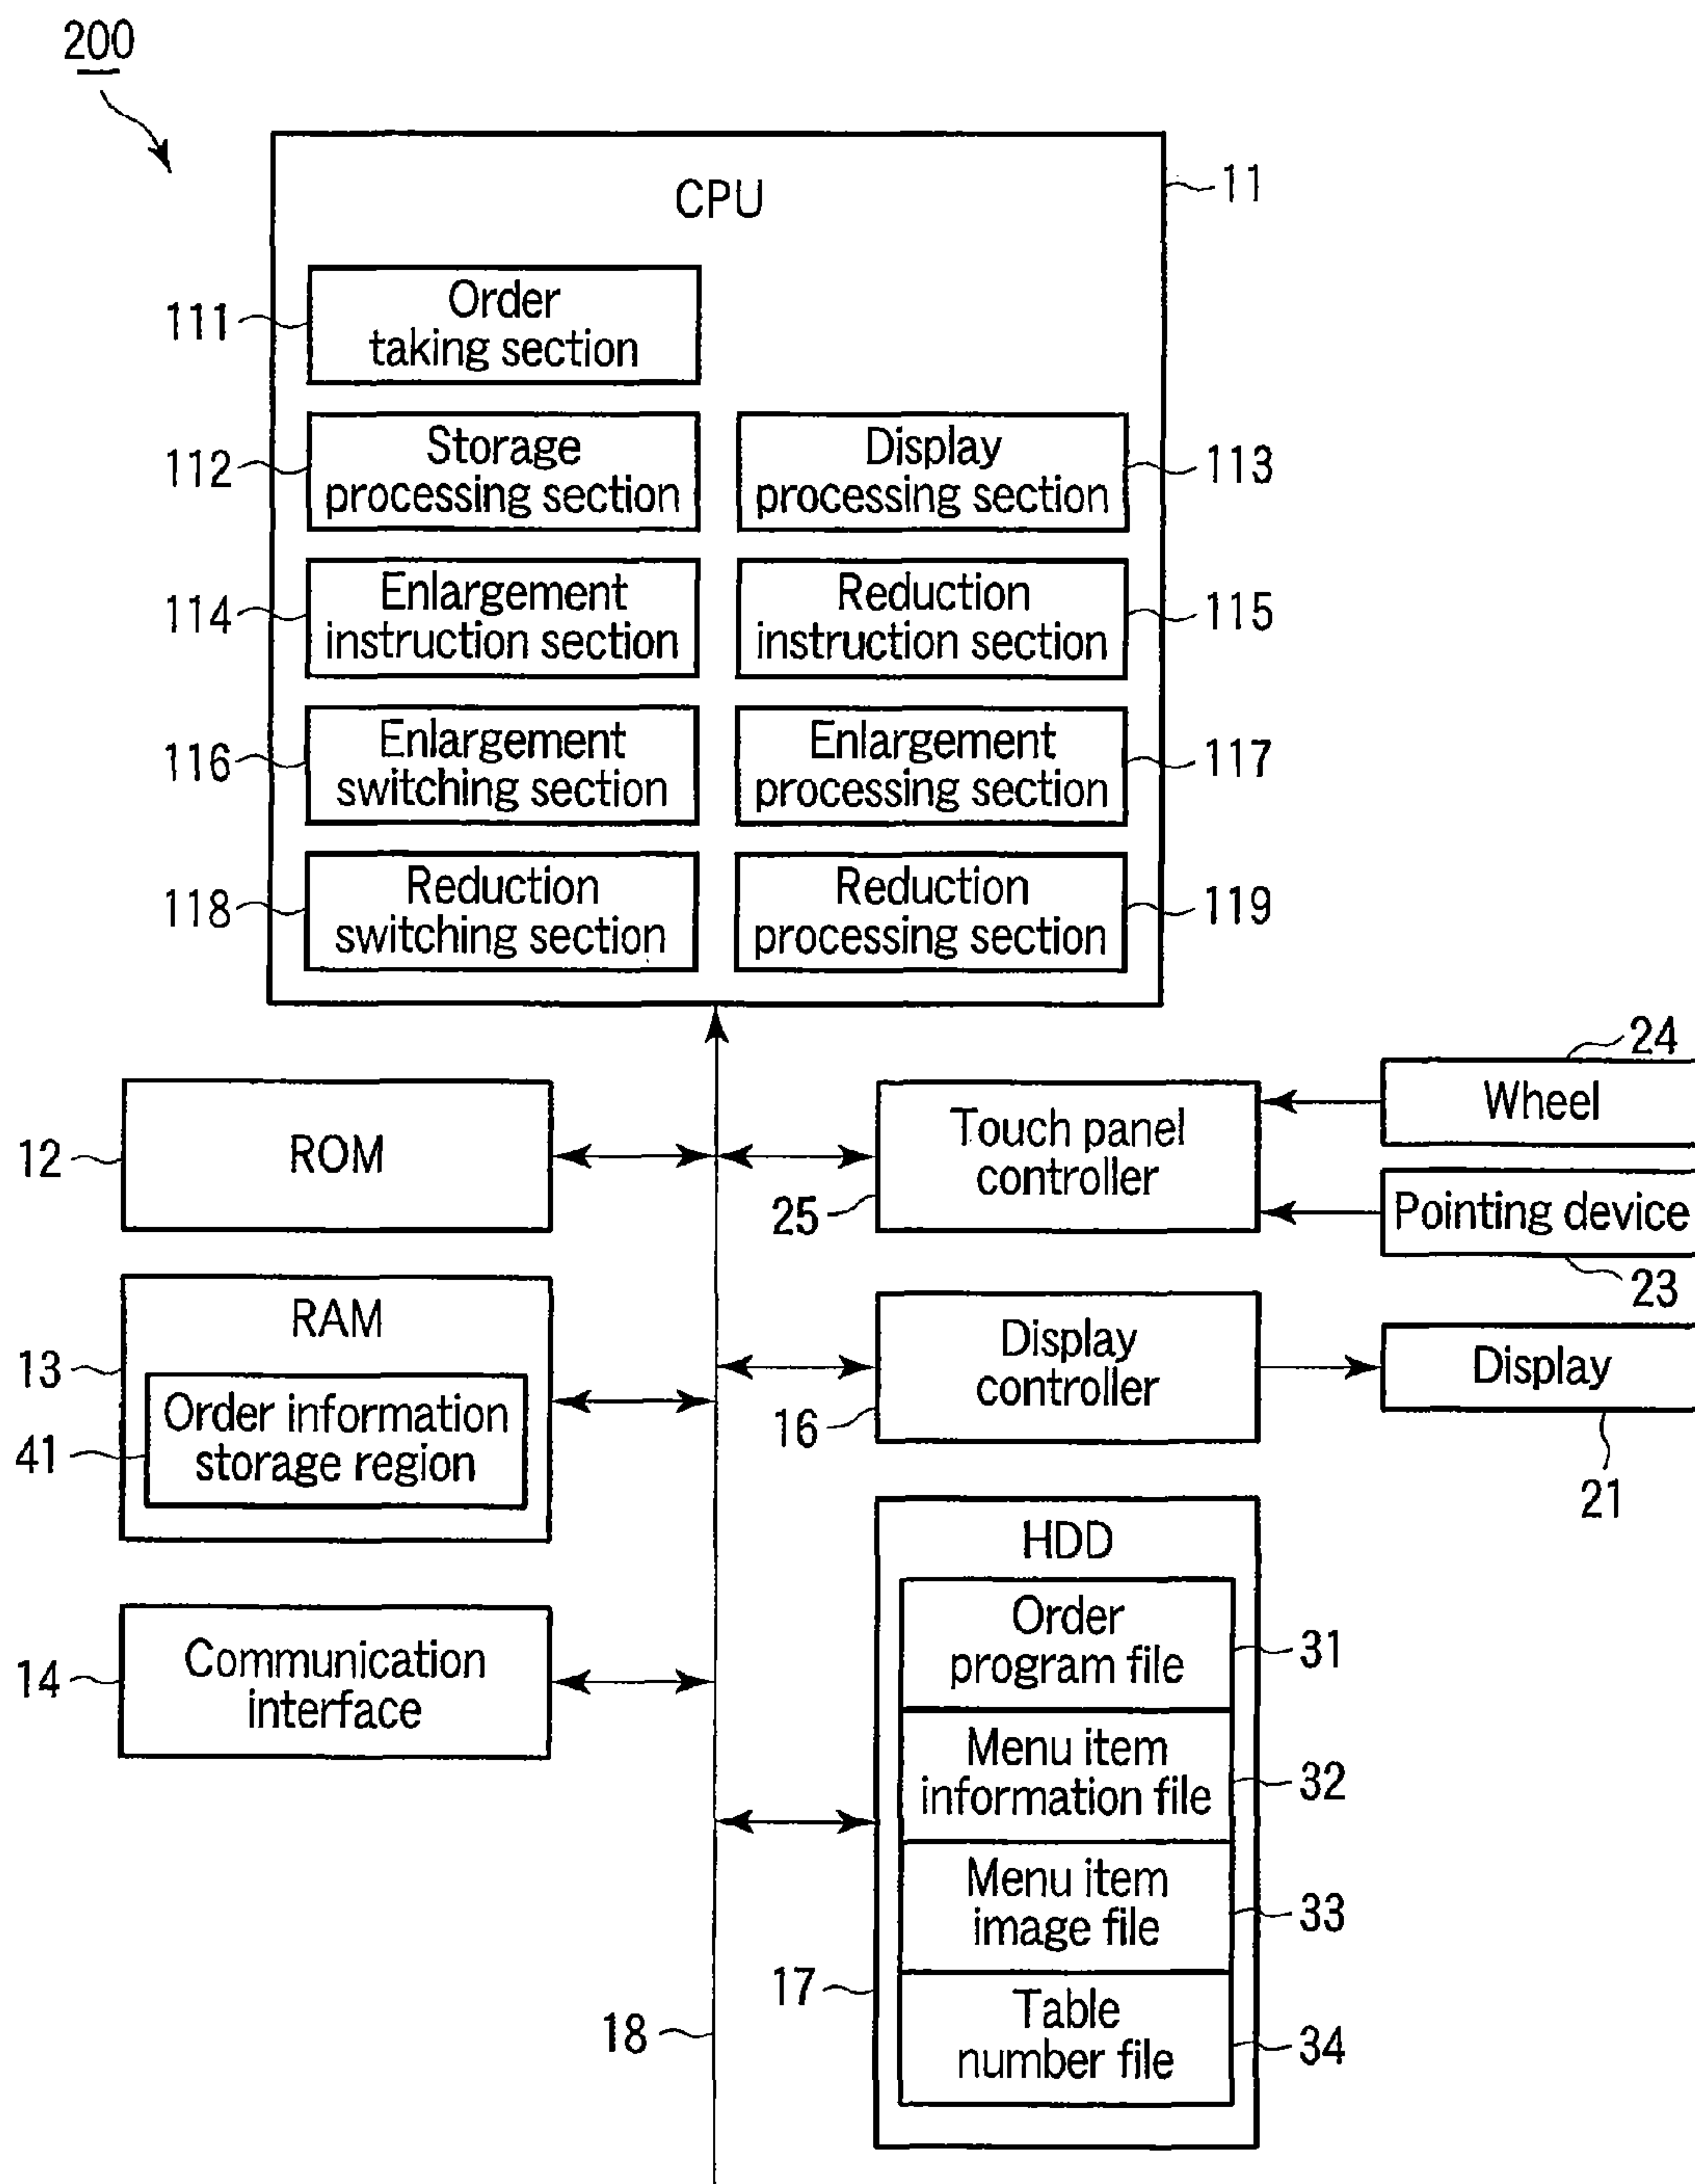 200
CPU
11
Order
taking section
111
Storage
processing section
112
Display
processing section
113
Enlargement
instruction section
114
Reduction
instruction section
115
Enlargement
switching section
116
Enlargement
processing section
117
Reduction
switching section
118
Reduction
processing section
119
ROM
12
Touch panel
controller
25
24
Wheel
Pointing device
23
RAM
13
Order information
storage region
41
Display
controller
16
Display
21
Communication
interface
14
HDD
17
Order
program file
31
Menu item
information file
32
Menu item
image file
33
Table
number file
34
18